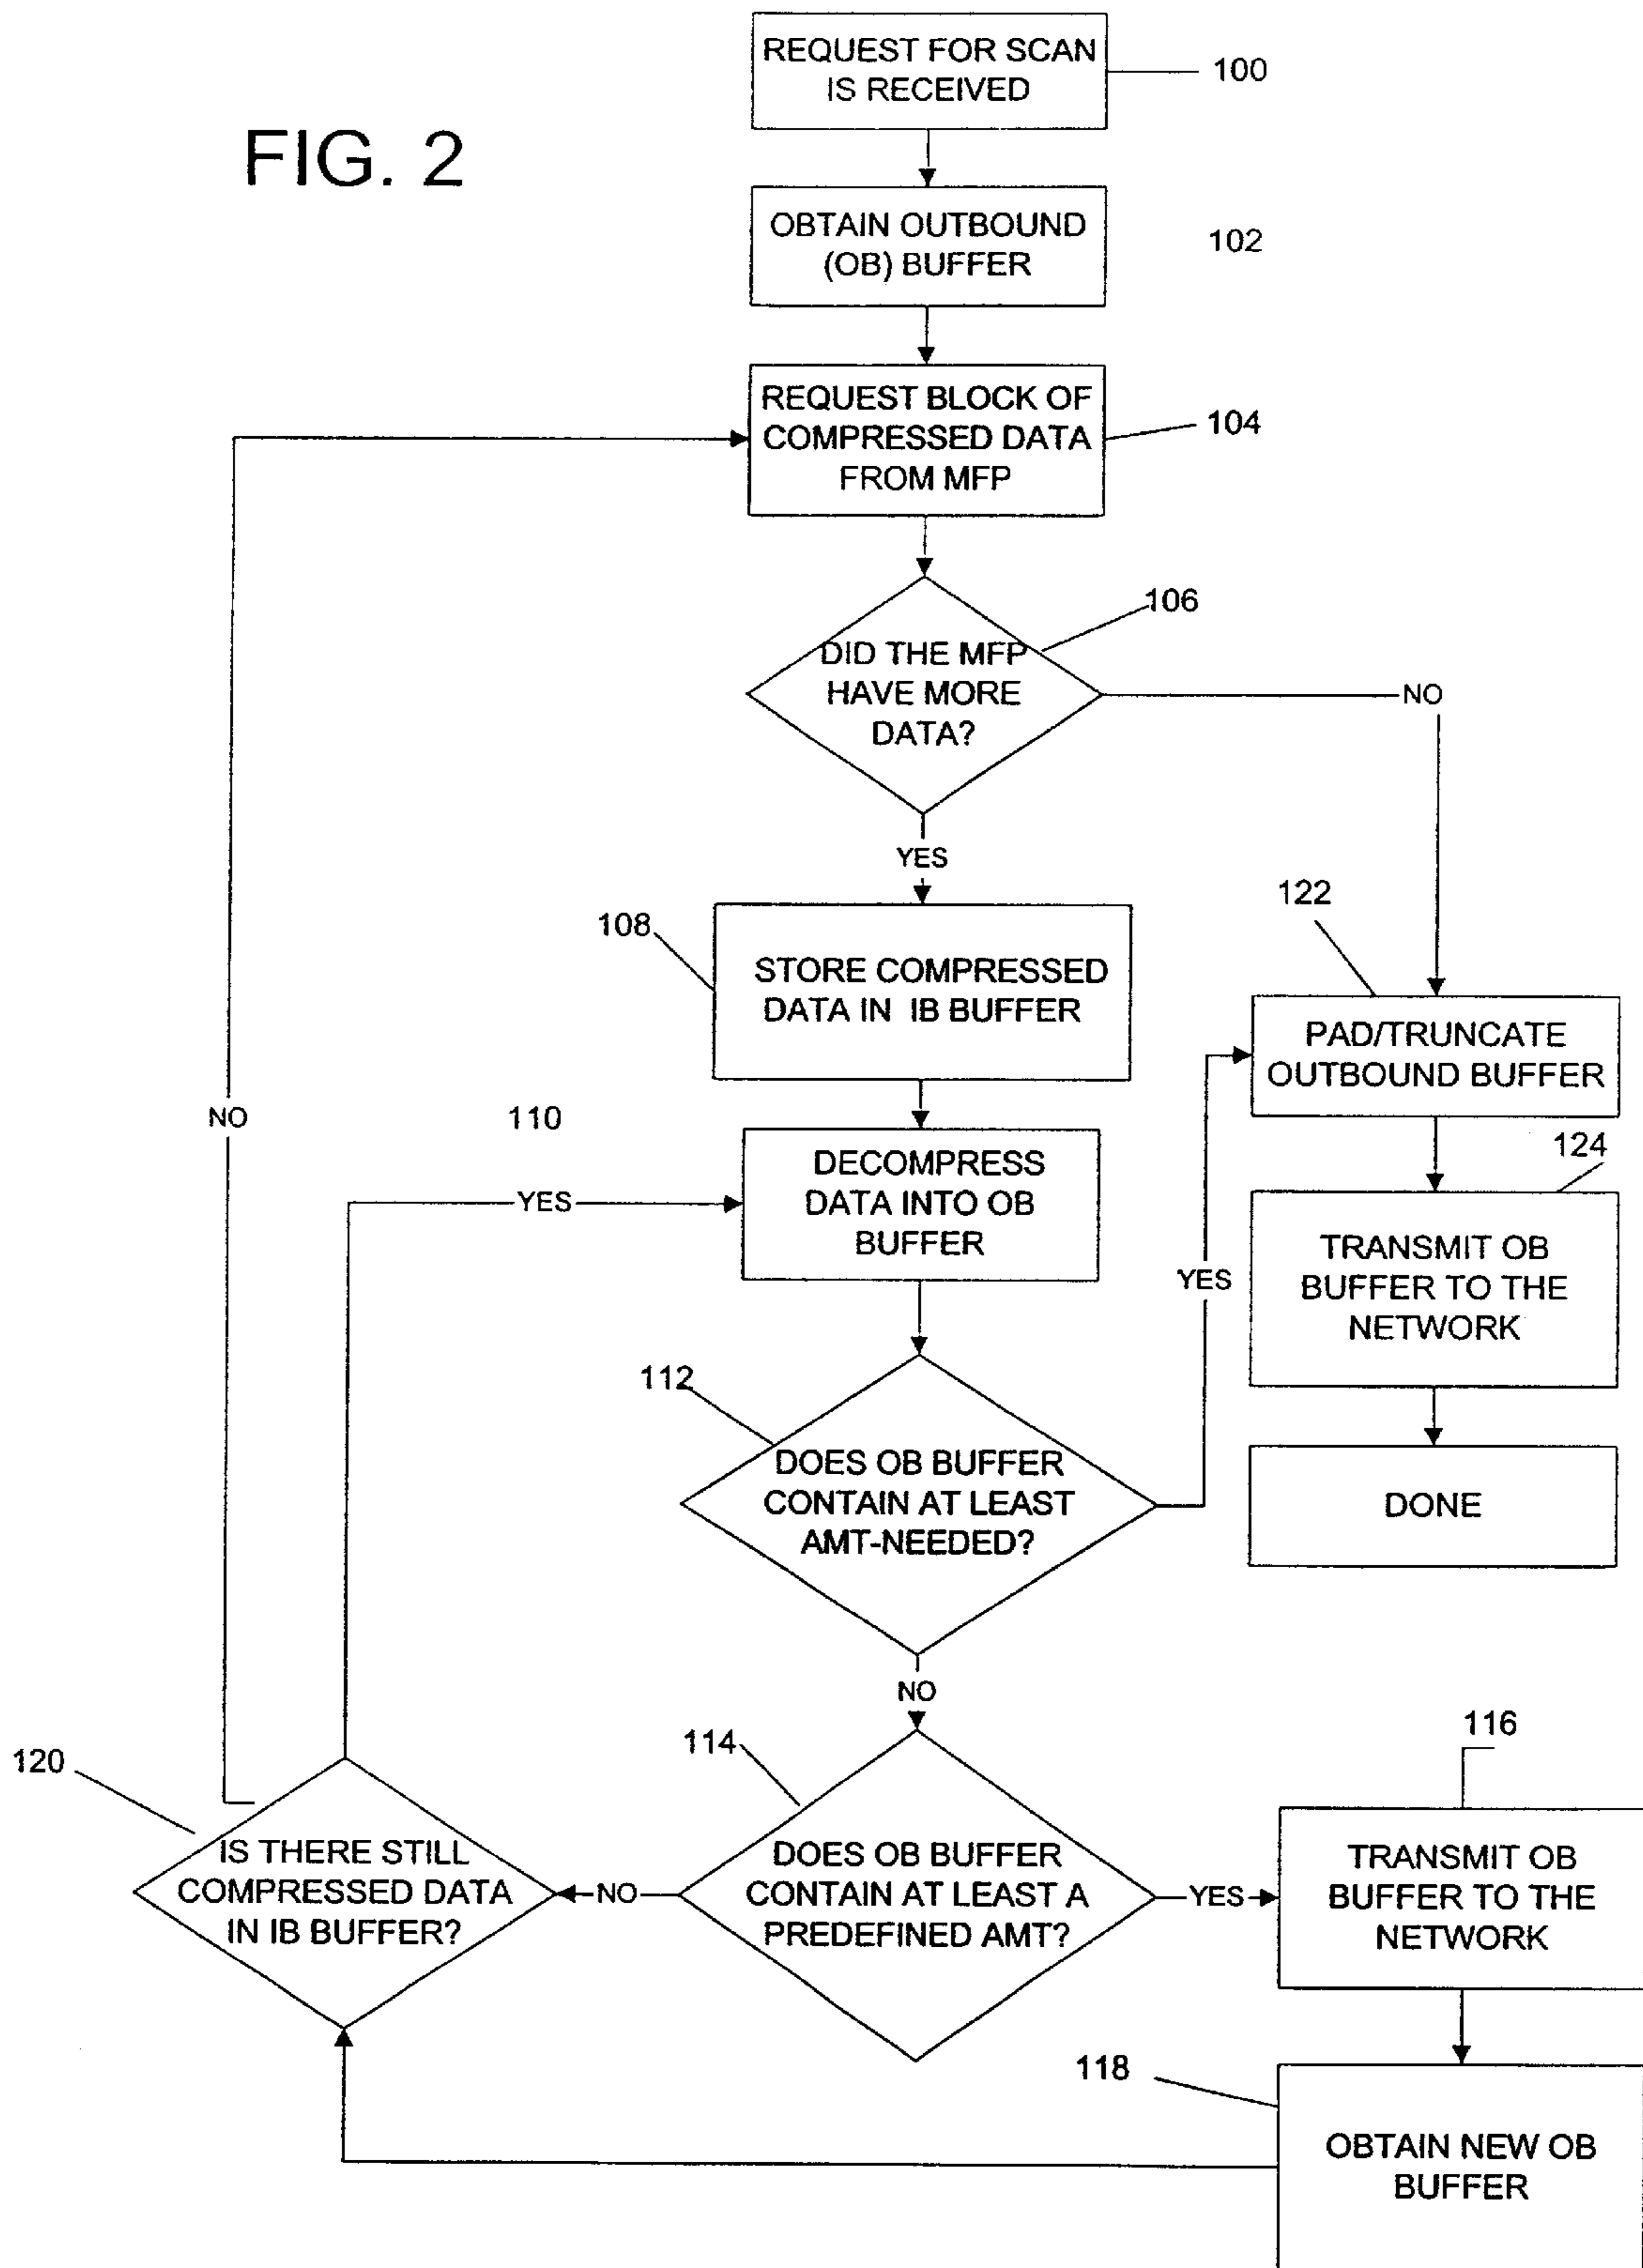 FIG. 2
REQUEST FOR SCAN
IS RECEIVED
100
OBTAIN OUTBOUND
(OB) BUFFER
102
REQUEST BLOCK OF
COMPRESSED DATA
FROM MFP
104
106
DID THE MFP
HAVE MORE
DATA?
NO
YES
108
STORE COMPRESSED
DATA IN IB BUFFER
122
PAD/TRUNCATE
OUTBOUND BUFFER
NO
110
YES
DECOMPRESS
DATA INTO OB
BUFFER
YES
124
TRANSMIT OB
BUFFER TO THE
NETWORK
112
DOES OB BUFFER
CONTAIN AT LEAST
AMT-NEEDED?
DONE
NO
120
IS THERE STILL
COMPRESSED DATA
IN IB BUFFER?
NO
114
DOES OB BUFFER
CONTAIN AT LEAST A
PREDEFINED AMT?
YES
116
TRANSMIT OB
BUFFER TO THE
NETWORK
118
OBTAIN NEW OB
BUFFER